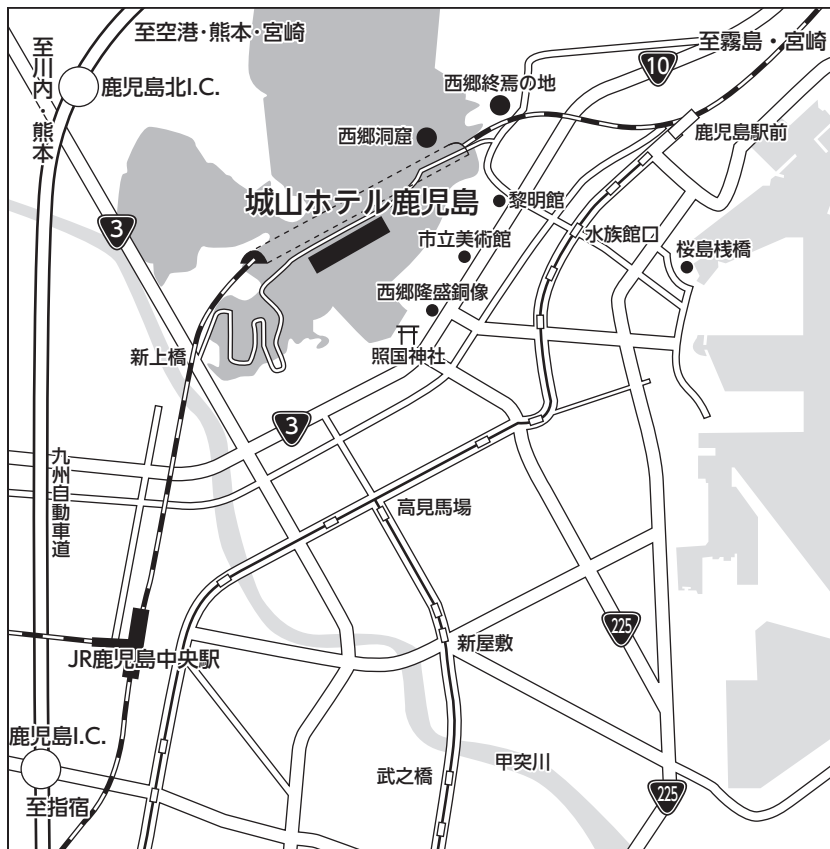 至空港・熊本・宮崎
至川内・熊本
鹿児島北I.C.
10
至霧島・宮崎
西郷終焉の地
西郷洞窟
鹿児島駅前
城山ホテル鹿児島
黎明館
3
市立美術館
水族館口
桜島桟橋
西郷隆盛銅像
新上橋
照国神社
3
九州自動車道
高見馬場
225
新屋敷
JR鹿児島中央駅
鹿児島I.C.
武之橋
甲突川
225
至指宿